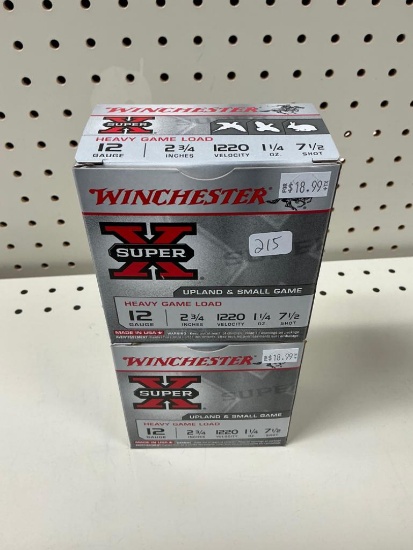 WINCHESTER
SUPER X
HEAVY GAME LOAD
12 2 3/4 1220 1 1/4 7 1/2
GAUGE INCHES VELOCITY OZ. SHOT
$18.99
WINCHESTER
SUPER X
215
UPLAND & SMALL GAME
HEAVY GAME LOAD
12 2 3/4 1220 1 1/4 7 1/2
GAUGE INCHES VELOCITY OZ SHOT
MADE IN USA
WINCHESTER
$18.99
SUPER X
UPLAND & SMALL GAME
HEAVY GAME LOAD
12 2 3/4 1220 1 1/4 7 1/2
GAUGE INCHES VELOCITY OZ SHOT
MADE IN USA